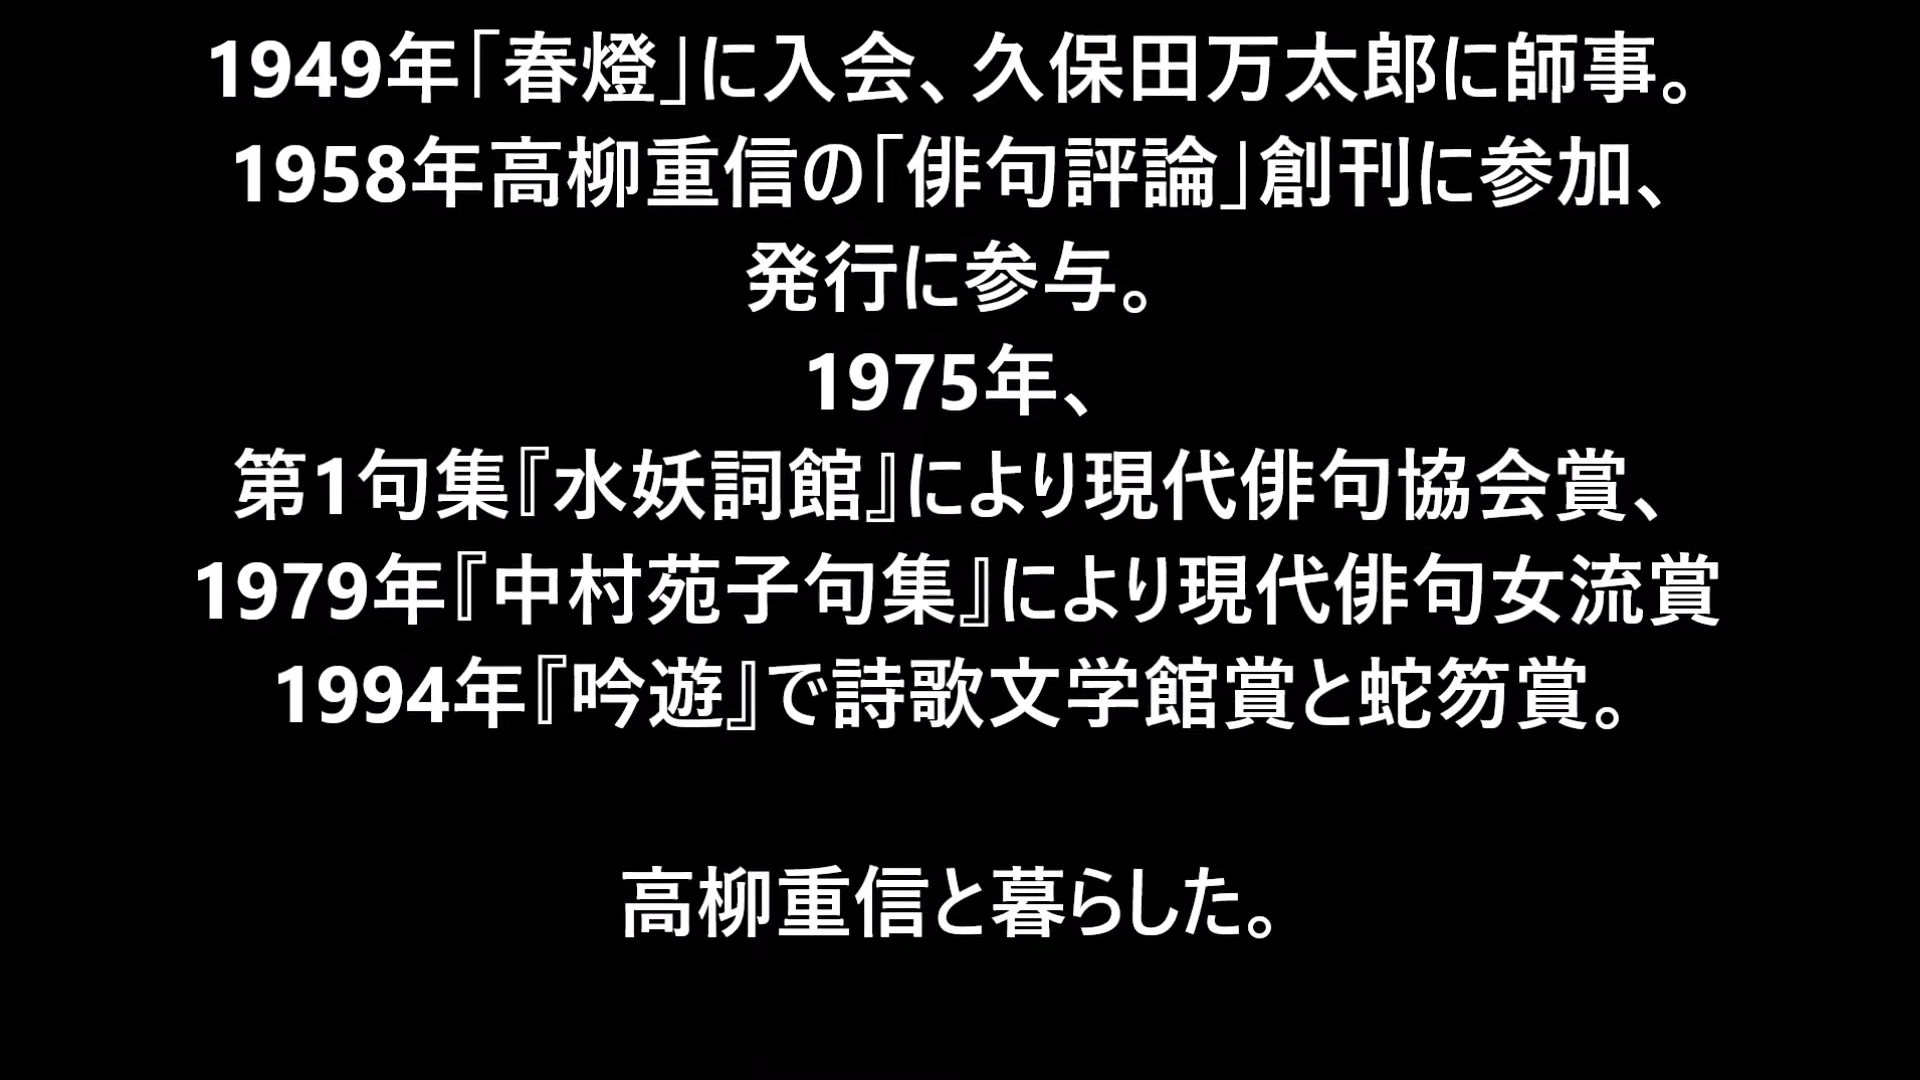 1949年「春燈」に入会、久保田万太郎に師事。
1958年高柳重信の「俳句評論」創刊に参加、
発行に参与。
1975年、
第1句集『水妖詞館』により現代俳句協会賞、
1979年『中村苑子句集』により現代俳句女流賞
1994年『吟遊』で詩歌文学館賞と蛇笏賞。
高柳重信と暮らした。